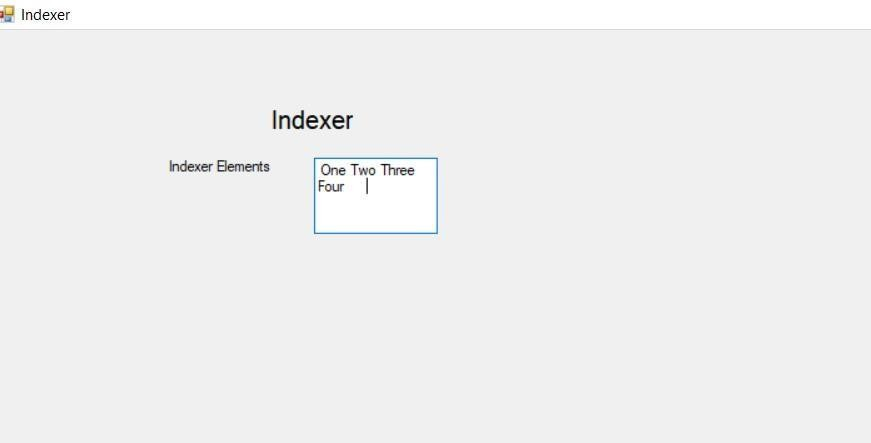 Indexer
Indexer
Indexer Elements
One Two Three
Four